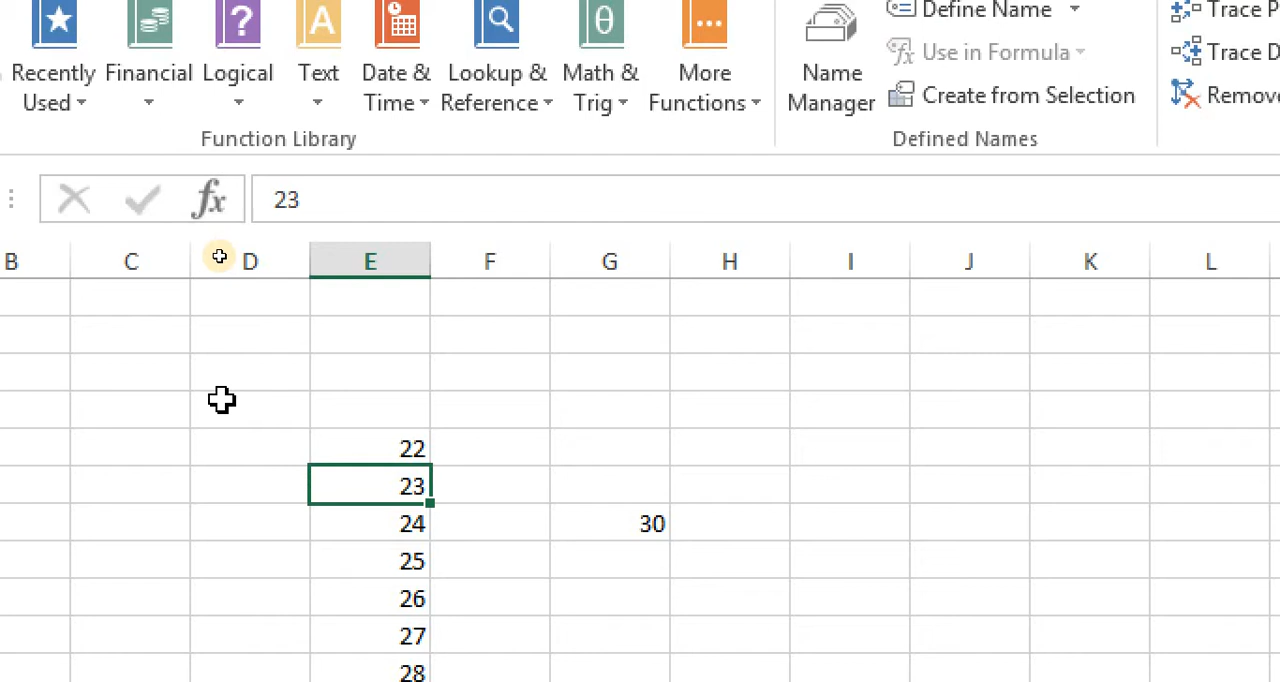 Define Name
Trace P
Recently Used
Financial
Logical
Text
Date & Time
Lookup & Reference
Math & Trig
More Functions
Name Manager
Use in Formula
Trace D
Create from Selection
Remove
Function Library
Defined Names
fx 23
B C D E F G H I J K L
22
23
24 30
25
26
27
28